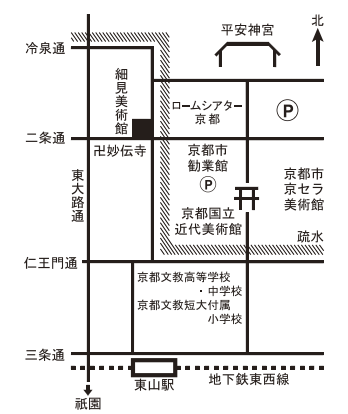 北
平安神宮
冷泉通
細見美術館
ロームシアター
京都
P
二条通
卍妙伝寺
京都市
勧業館
P
京都国立
近代美術館
京都市
京セラ
美術館
東大路通
疏水
仁王門通
京都文教高等学校
・中学校
京都文教短大付属
小学校
三条通
東山駅
地下鉄東西線
祇園